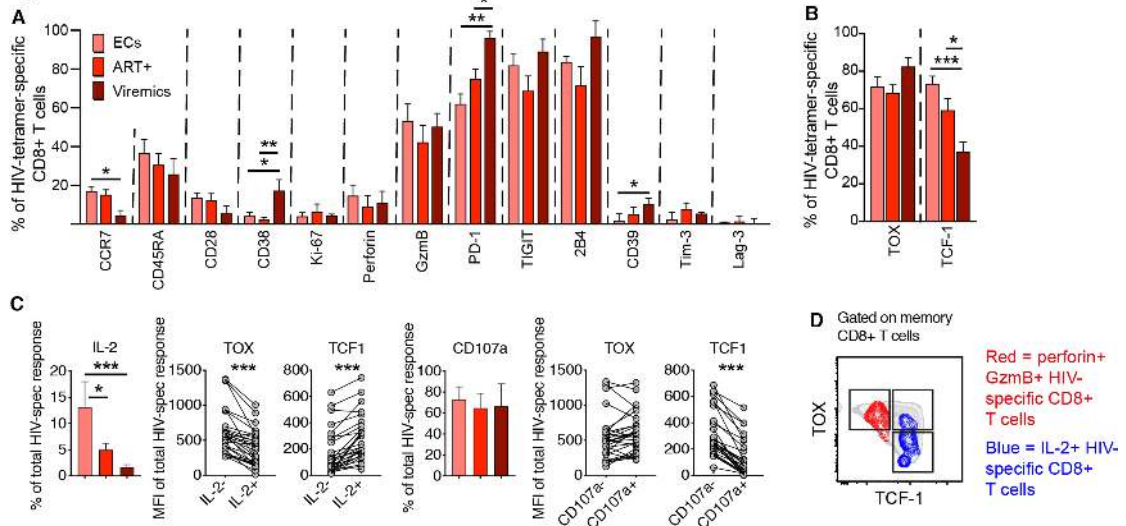 A
ECs
ART+
Viremics
% of HIV-tetramer-specific
CD8+ T cells
100
80
60
40
20
*
**
*
**
*
*
*
CCR7
CD45RA
CD28
CD38
Ki-67
Perforin
GzmB
PD-1
TIGIT
2B4
CD39
Tim-3
Lag-3
B
% of HIV-tetramer-specific
CD8+ T cells
100
80
60
40
20
0
*
***
TOX
TCF-1
C
% of total HIV-spec response
20
15
10
5
0
IL-2
***
*
MFI of total HIV-spec response
1500
1000
500
0
TOX
***
IL-2-
IL-2+
800
600
400
200
0
TCF1
***
IL-2-
IL-2+
% of total HIV-spec response
100
80
60
40
20
0
CD107a
MFI of total HIV-spec response
1500
1000
500
0
TOX
CD107a-
CD107a+
800
600
400
200
0
TCF1
***
CD107a-
CD107a+
D
Gated on memory
CD8+ T cells
TOX
TCF-1
Red = perforin+
GzmB+ HIV-
specific CD8+
T cells
Blue = IL-2+ HIV-
specific CD8+
T cells